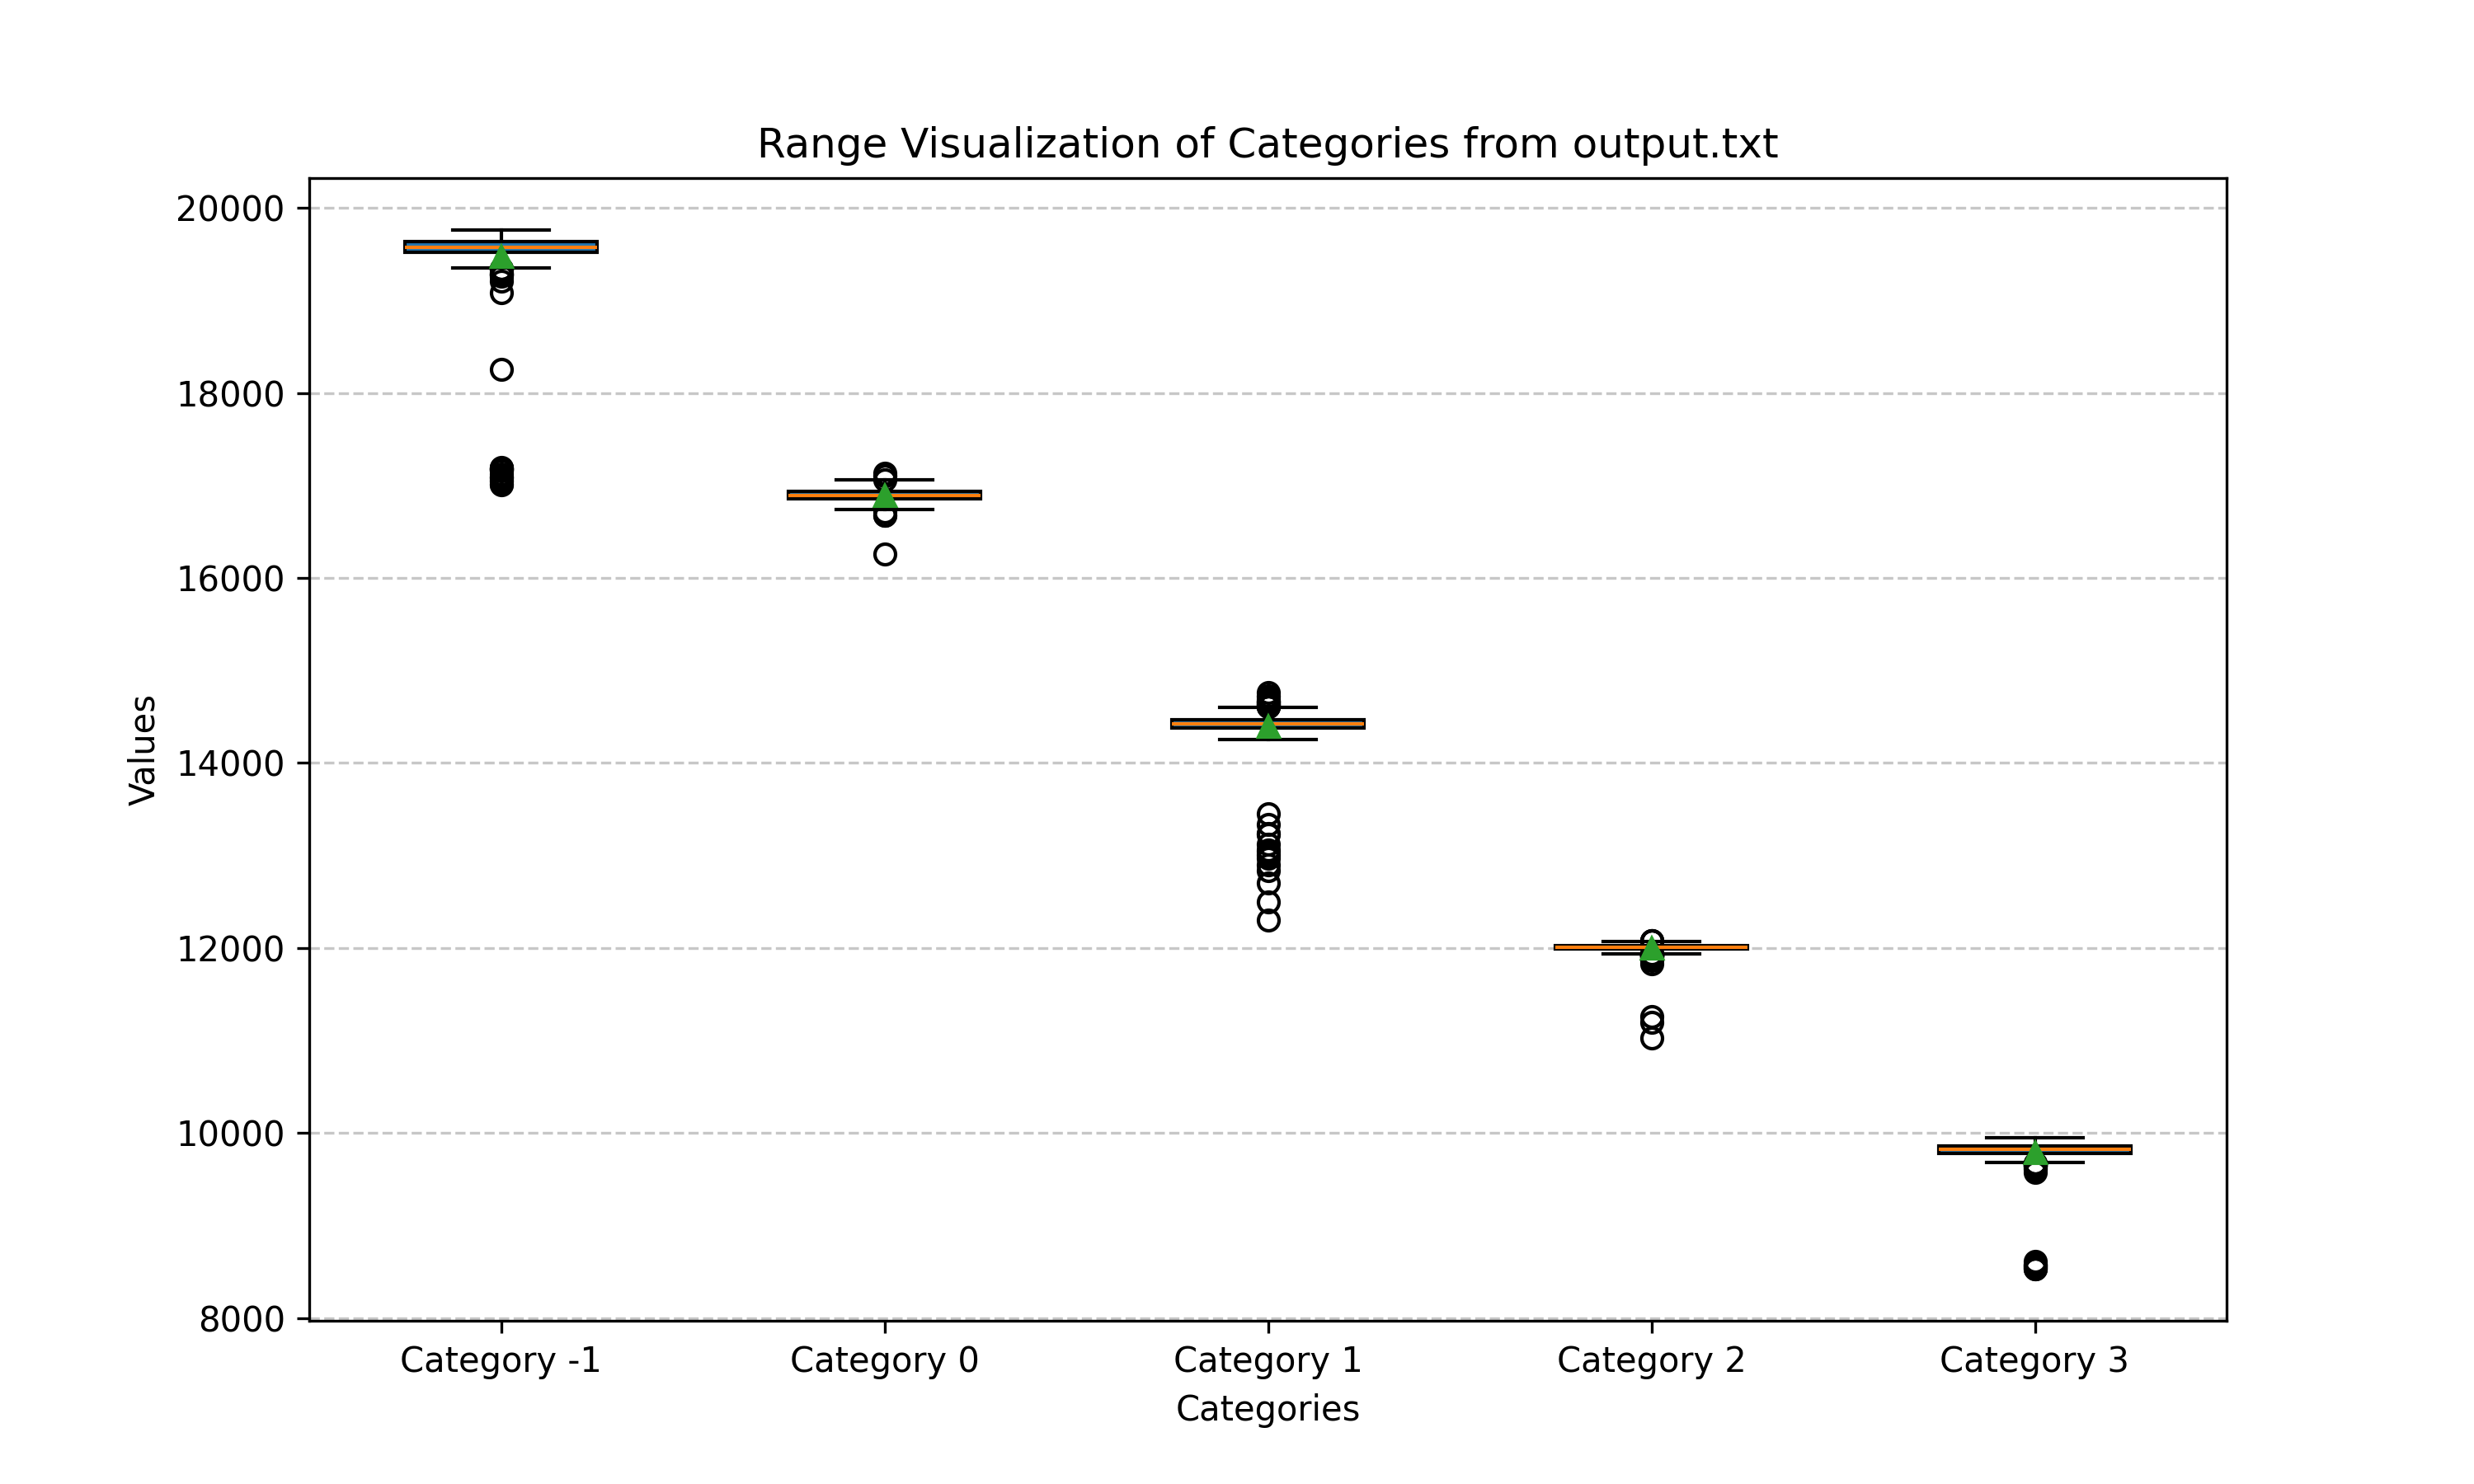 Range Visualization of Categories from output.txt
20000
18000
16000
14000
12000
10000
8000
Values
Category -1
Category 0
Category 1
Category 2
Category 3
Categories